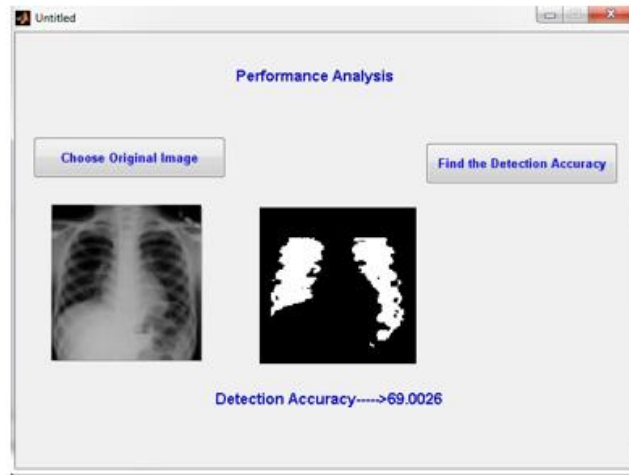 Untitled
Performance Analysis
Choose Original Image
Find the Detection Accuracy
Detection Accuracy----->69.0026